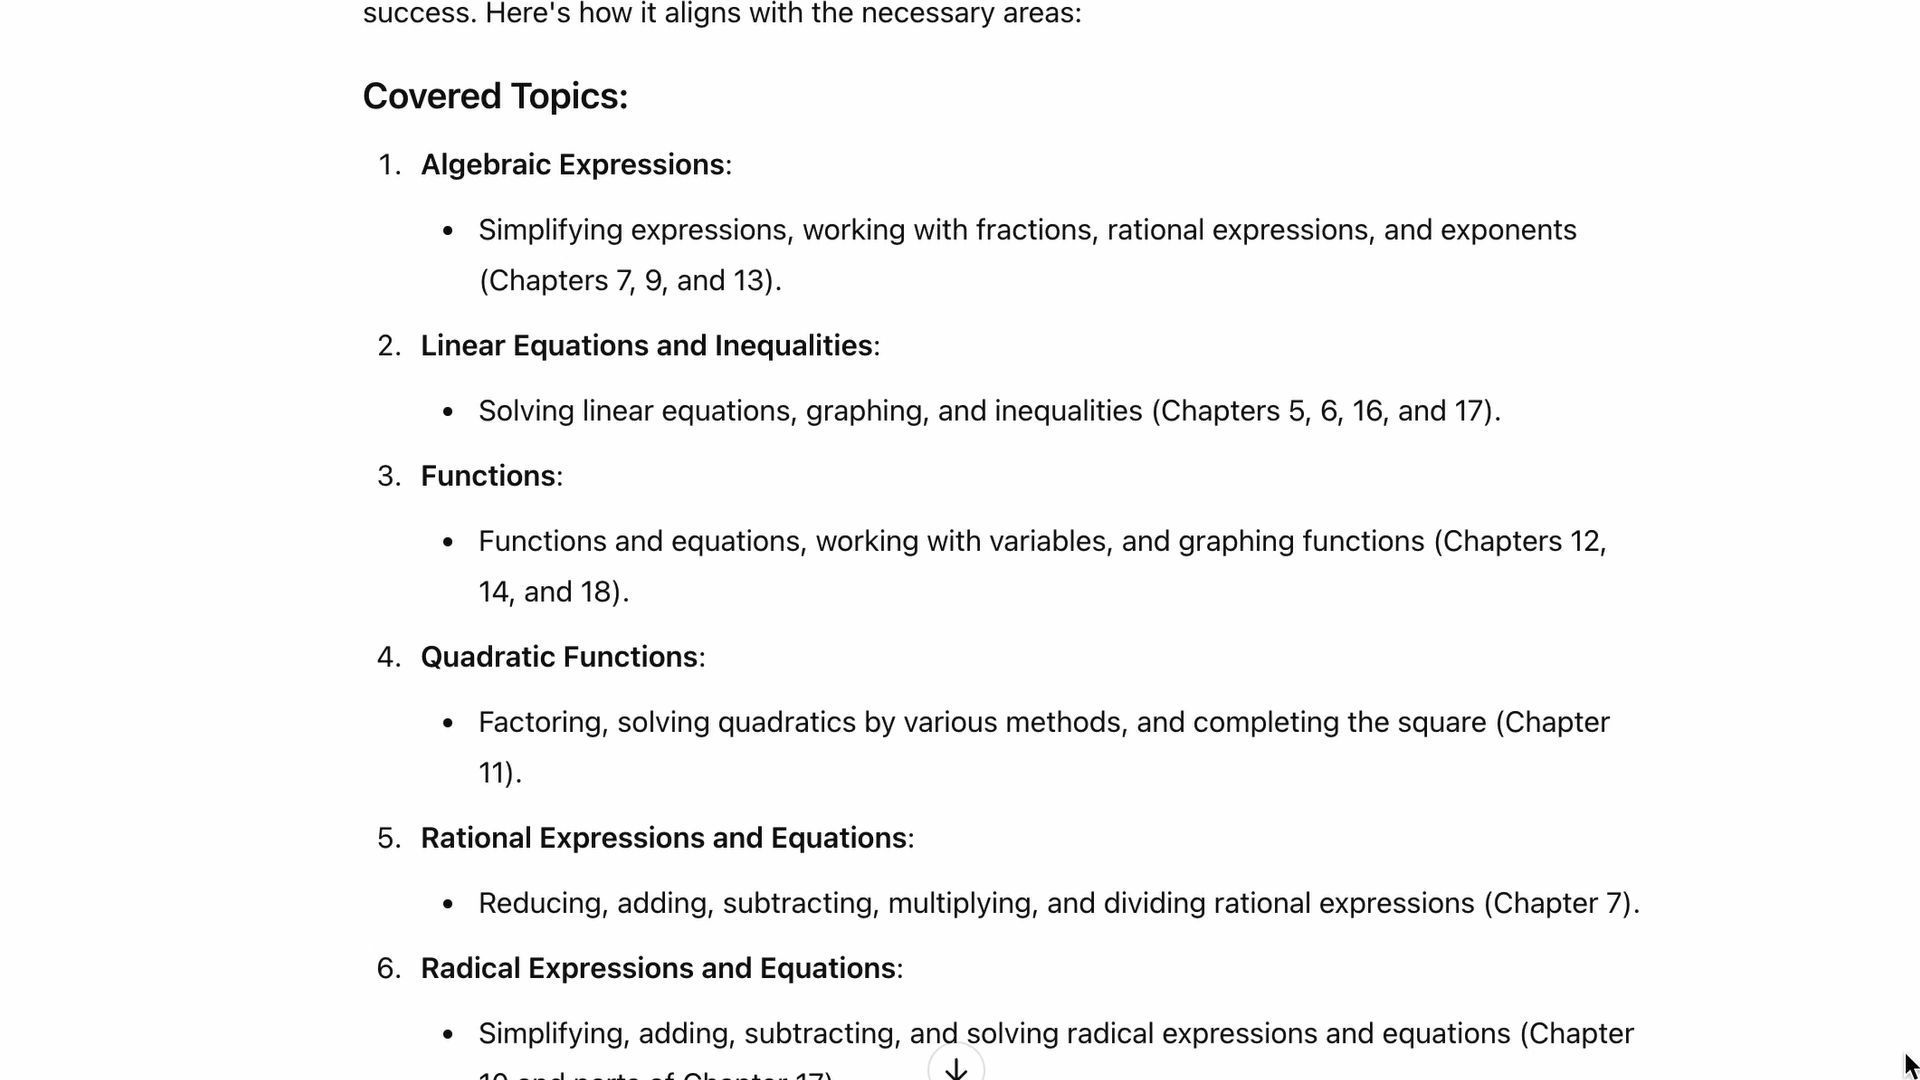 success. Here's how it aligns with the necessary areas:
Covered Topics:
1. Algebraic Expressions:
• Simplifying expressions, working with fractions, rational expressions, and exponents
(Chapters 7, 9, and 13).
2. Linear Equations and Inequalities:
• Solving linear equations, graphing, and inequalities (Chapters 5, 6, 16, and 17).
3. Functions:
• Functions and equations, working with variables, and graphing functions (Chapters 12,
14, and 18).
4. Quadratic Functions:
• Factoring, solving quadratics by various methods, and completing the square (Chapter
11).
5. Rational Expressions and Equations:
• Reducing, adding, subtracting, multiplying, and dividing rational expressions (Chapter 7).
6. Radical Expressions and Equations:
• Simplifying, adding, subtracting, and solving radical expressions and equations (Chapter
and parts of Chapter 17).